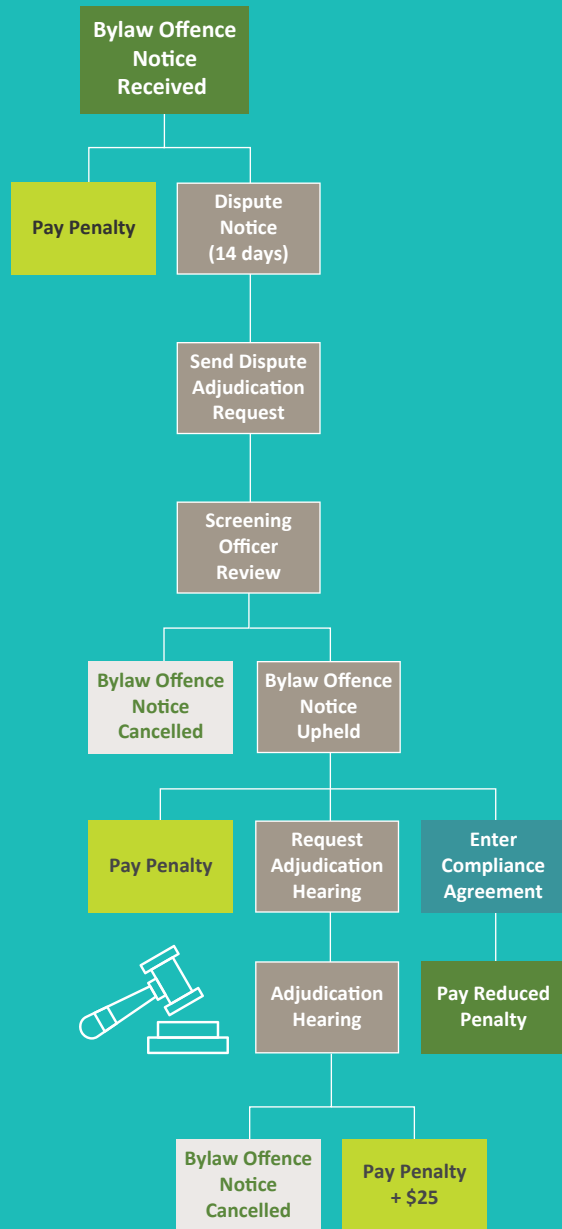 Bylaw Offence
Notice
Received
Pay Penalty
Dispute
Notice
(14 days)
Send Dispute
Adjudication
Request
Screening
Officer
Review
Bylaw Offence
Notice
Cancelled
Bylaw Offence
Notice
Upheld
Pay Penalty
Request
Adjudication
Hearing
Enter
Compliance
Agreement
Adjudication
Hearing
Pay Reduced
Penalty
Bylaw Offence
Notice
Cancelled
Pay Penalty
+ $25